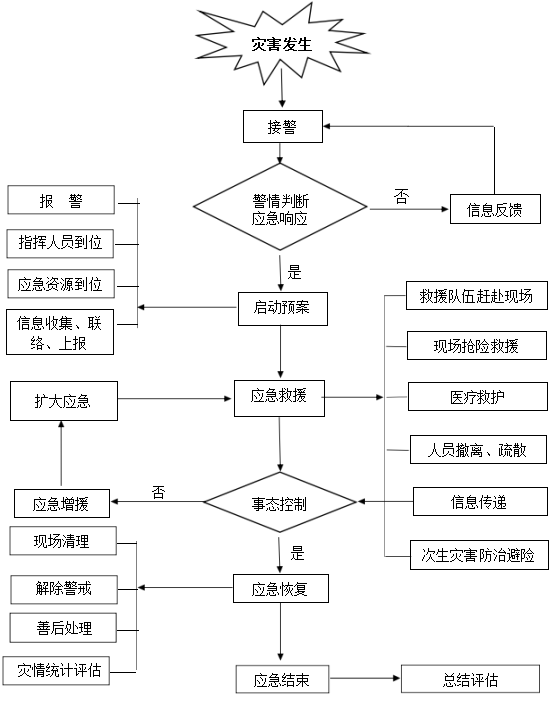 灾害发生
接警
警情判断
应急响应
否
信息反馈
报　警
指挥人员到位
应急资源到位
信息收集、联
络、上报
是
启动预案
救援队伍赶赴现场
现场抢险救援
扩大应急
应急救援
医疗救护
人员撤离、疏散
否
应急增援
事态控制
信息传递
现场清理
是
次生灾害防治避险
解除警戒
应急恢复
善后处理
灾情统计评估
应急结束
总结评估